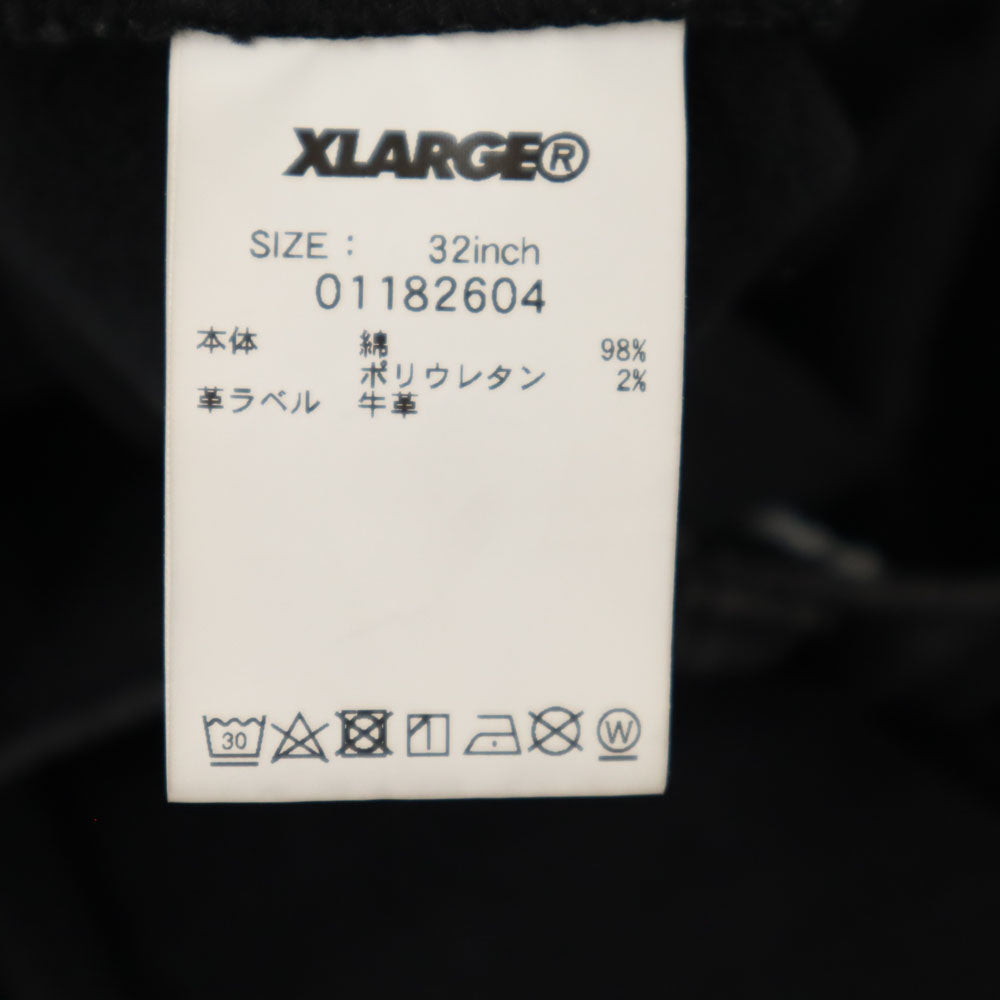 XLARGE®
SIZE : 32inch
01182604
本体 綿 98%
ポリウレタン 2%
革ラベル 牛革
30 W